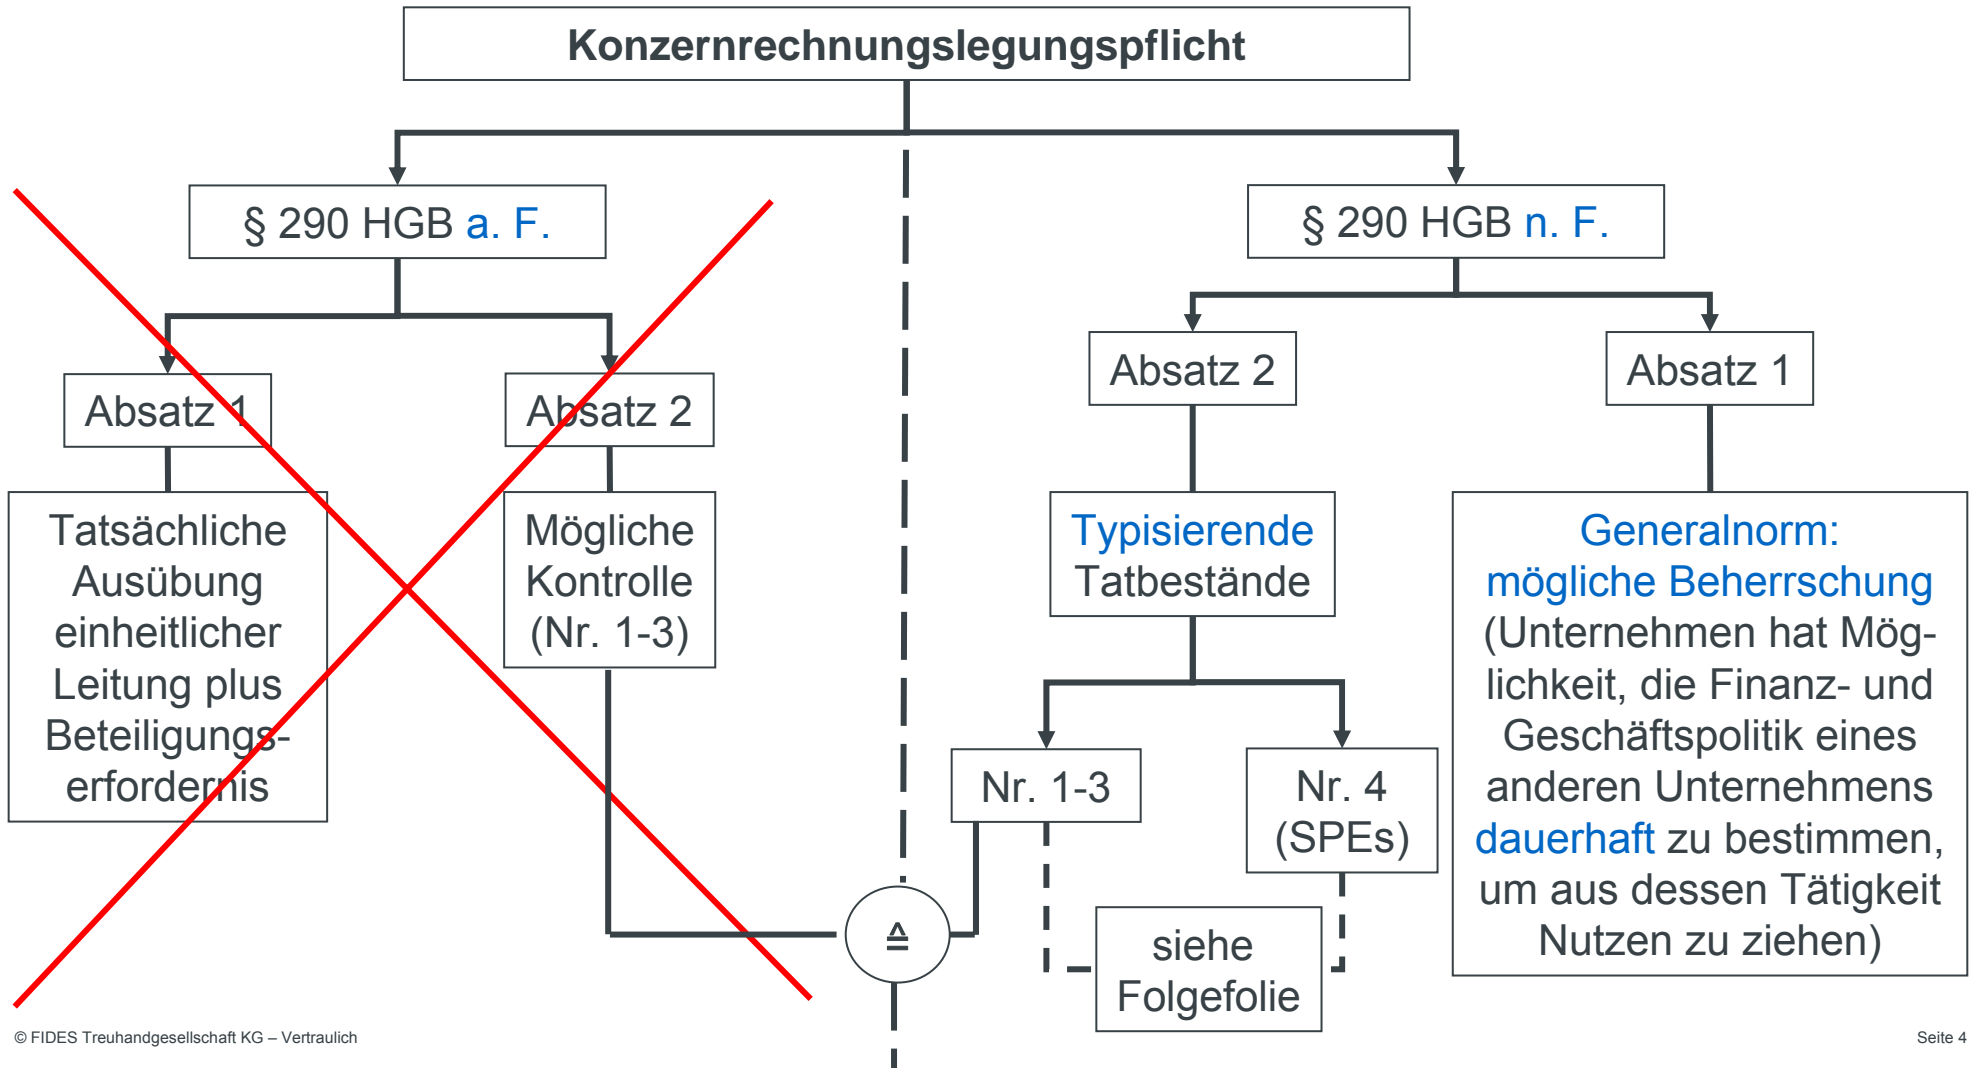 Konzernrechnungslegungspflicht
§ 290 HGB a. F.
Absatz 1
Absatz 2
Tatsächliche
Ausübung
einheitlicher
Leitung plus
Beteiligungs-
erfordernis
Mögliche
Kontrolle
(Nr. 1-3)
≙
§ 290 HGB n. F.
Absatz 2
Absatz 1
Typisierende
Tatbestände
Nr. 1-3
Nr. 4
(SPEs)
siehe
Folgefolie
Generalnorm:
mögliche Beherrschung
(Unternehmen hat Mög-
lichkeit, die Finanz- und
Geschäftspolitik eines
anderen Unternehmens
dauerhaft zu bestimmen,
um aus dessen Tätigkeit
Nutzen zu ziehen)
© FIDES Treuhandgesellschaft KG – Vertraulich
Seite 4